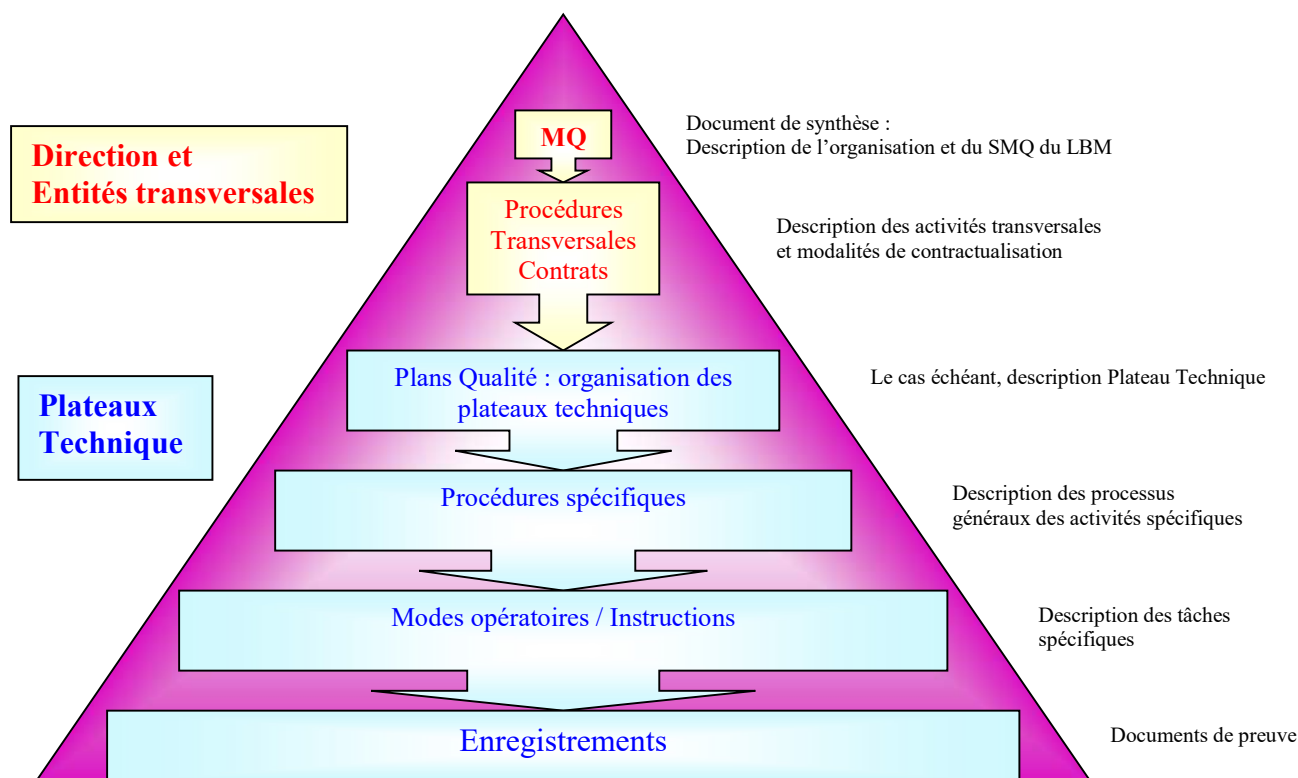 MQ
Document de synthèse :
Description de l’organisation et du SMQ du LBM
Direction et
Entités transversales
Procédures
Transversales
Contrats
Description des activités transversales
et modalités de contractualisation
Plans Qualité : organisation des
plateaux techniques
Le cas échéant, description Plateau Technique
Plateaux
Technique
Procédures spécifiques
Description des processus
généraux des activités spécifiques
Modes opératoires / Instructions
Description des tâches
spécifiques
Enregistrements
Documents de preuve